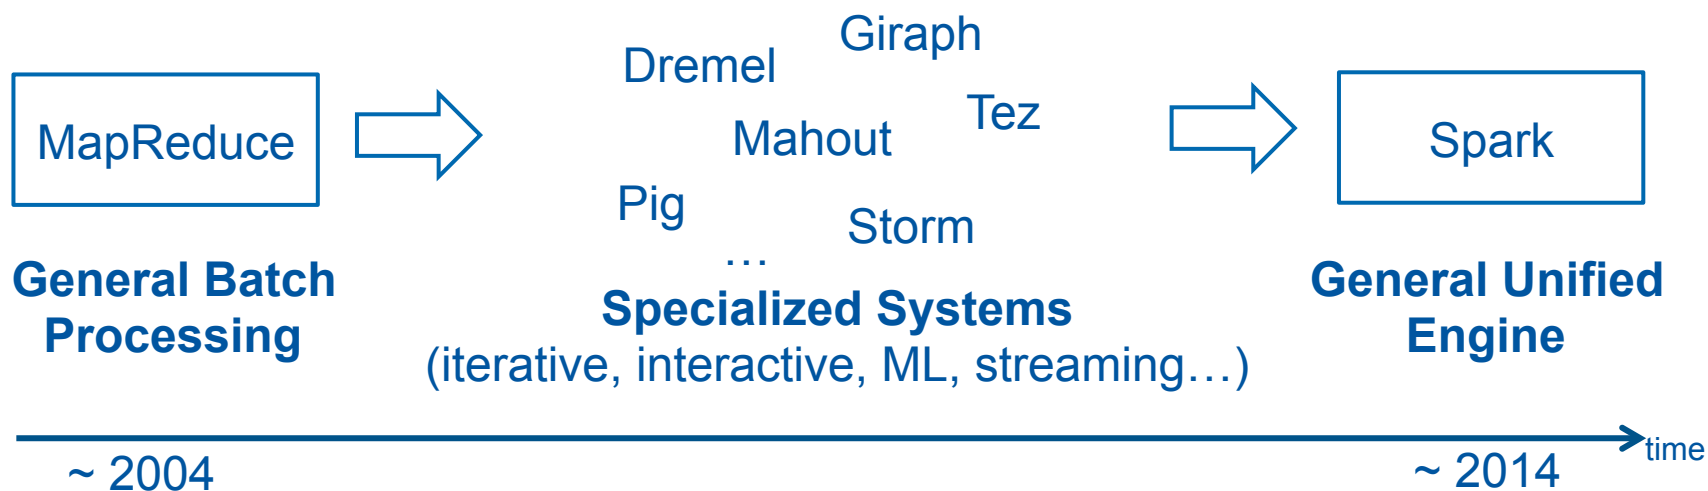 Giraph
Dremel
Tez
MapReduce
Mahout
Spark
Pig
Storm
…
General Batch
Processing
Specialized Systems
(iterative, interactive, ML, streaming…)
General Unified
Engine
time
~ 2004
~ 2014